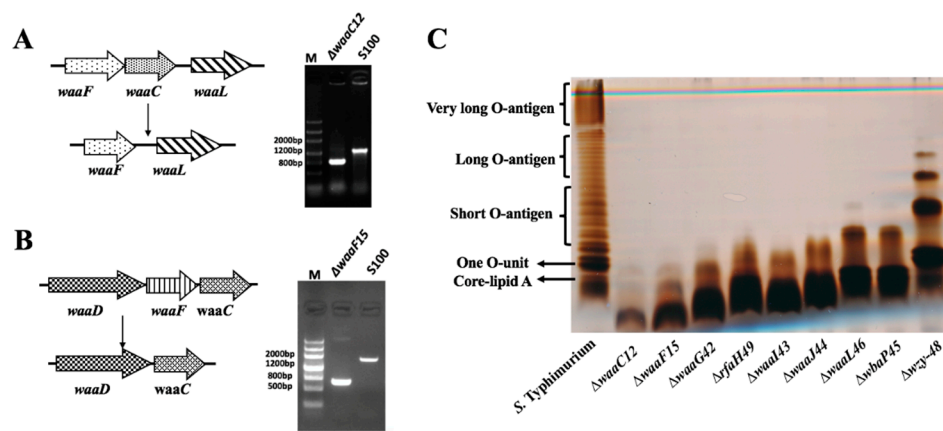 A
waaF waaC waaL
waaF waaL
M ΔwaaC12 S100
2000bp
1200bp
800bp
B
waaD waaF waaC
waaD waaC
M ΔwaaF15 S100
2000bp
1200bp
800bp
500bp
C
Very long O-antigen
Long O-antigen
Short O-antigen
One O-unit
Core-lipid A
S. Typhimurium ΔwaaC12 ΔwaaF15 ΔwaaG42 ΔrfaH49 ΔwaaI43 ΔwaaJ44 ΔwaaL46 ΔwbaP45 Δwzy-48